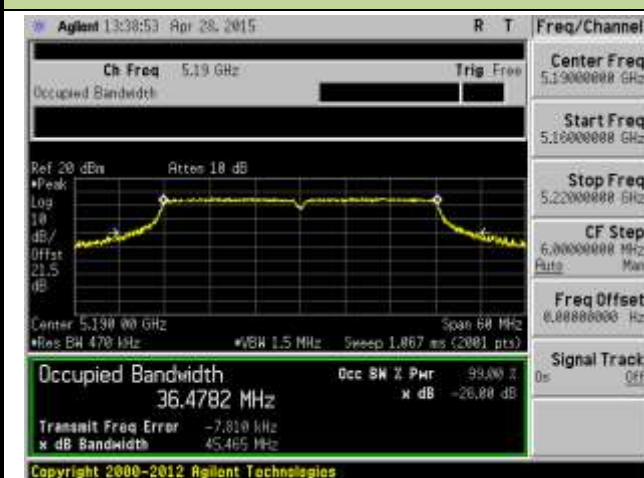 Agilent 13:38:53 Apr 28, 2015 R T
Freq/Channel
Ch Freq 5.19 GHz Trig Free
Occupied Bandwidth
Center Freq
5.19000000 GHz
Start Freq
5.16000000 GHz
Stop Freq
5.22000000 GHz
CF Step
6.00000000 MHz
Auto Man
Freq Offset
0.00000000 Hz
Signal Track
On Off
Ref 20 dBm Atten 10 dB
•Peak
Log
10
dB/
Offst
21.5
dB
Center 5.190 00 GHz Span 60 MHz
•Res BW 470 kHz •VBW 1.5 MHz Sweep 1.067 ms (2001 pts)
Occupied Bandwidth
36.4782 MHz
Occ BW % Pwr 99.00 %
x dB -26.00 dB
Transmit Freq Error -7.810 kHz
x dB Bandwidth 45.465 MHz
Copyright 2000-2012 Agilent Technologies